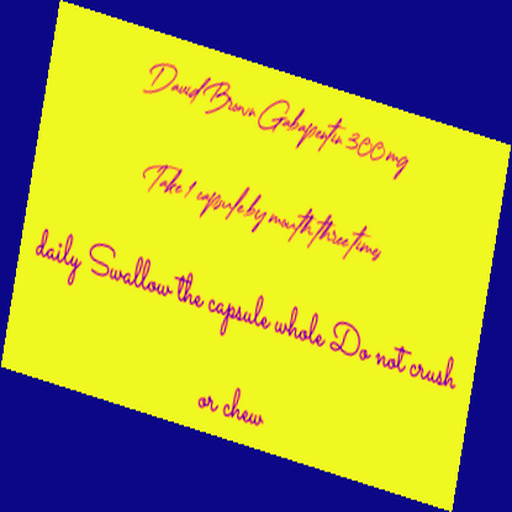 David Brown Gabapentin 300 mg
Take 1 capsule by mouth three times
daily Swallow the capsule whole Do not crush
or chew